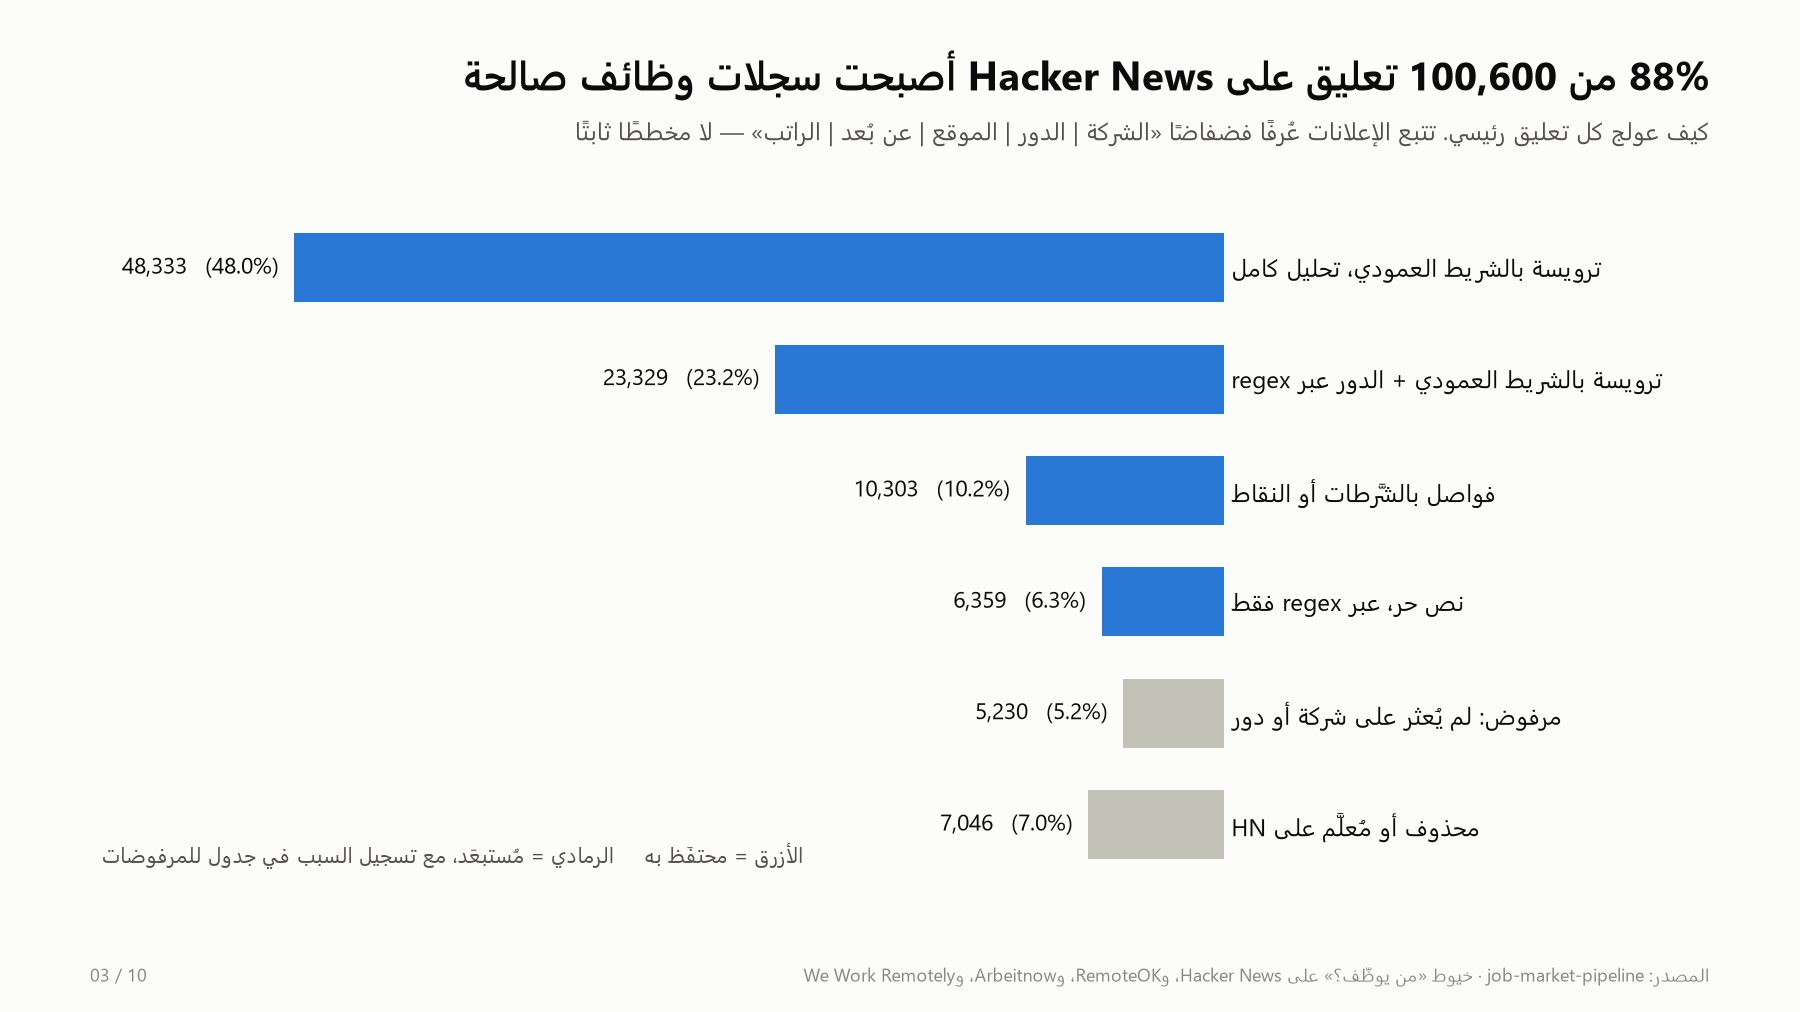 88% من 100,600 تعليق على Hacker News أصبحت سجلات وظائف صالحة
كيف عولج كل تعليق رئيسي. تتبع الإعلانات عُرفًا فضفاضًا «الشركة | الدور | الموقع | عن بُعد | الراتب» — لا مخططًا ثابتًا
ترويسة بالشريط العمودي، تحليل كامل
48,333 (48.0%)
ترويسة بالشريط العمودي + الدور عبر regex
23,329 (23.2%)
فواصل بالشَّرطات أو النقاط
10,303 (10.2%)
نص حر، عبر regex فقط
6,359 (6.3%)
مرفوض: لم يُعثر على شركة أو دور
5,230 (5.2%)
محذوف أو مُعلَّم على HN
7,046 (7.0%)
الأزرق = محتفَظ به الرمادي = مُستبعَد، مع تسجيل السبب في جدول للمرفوضات
المصدر: job-market-pipeline · خيوط «من يوظّف؟» على Hacker News، وRemoteOK، وArbeitnow، وWe Work Remotely
03 / 10